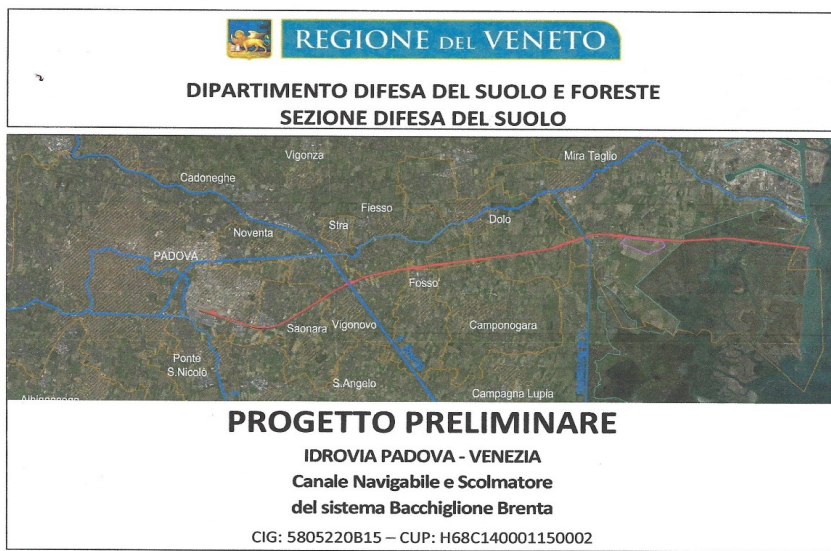 REGIONE DEL VENETO
DIPARTIMENTO DIFESA DEL SUOLO E FORESTE
SEZIONE DIFESA DEL SUOLO
Vigonza
Mira Taglio
Cadoneghe
Fiesso
Stra
Dolo
Noventa
PADOVA
Fosso'
Saonara Vigonovo
Camponogara
Ponte
S.Nicolò
S.Angelo
Campagna Lupia
PROGETTO PRELIMINARE
IDROVIA PADOVA - VENEZIA
Canale Navigabile e Scolmatore
del sistema Bacchiglione Brenta
CIG: 5805220B15 – CUP: H68C140001150002